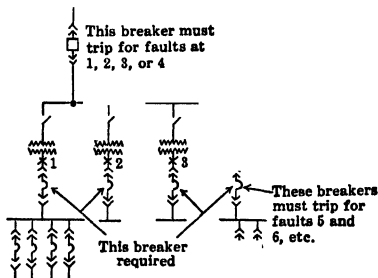 This breaker must
trip for faults at
1, 2, 3, or 4
1
2
3
These breakers
must trip for
faults 5 and
6, etc.
This breaker
required